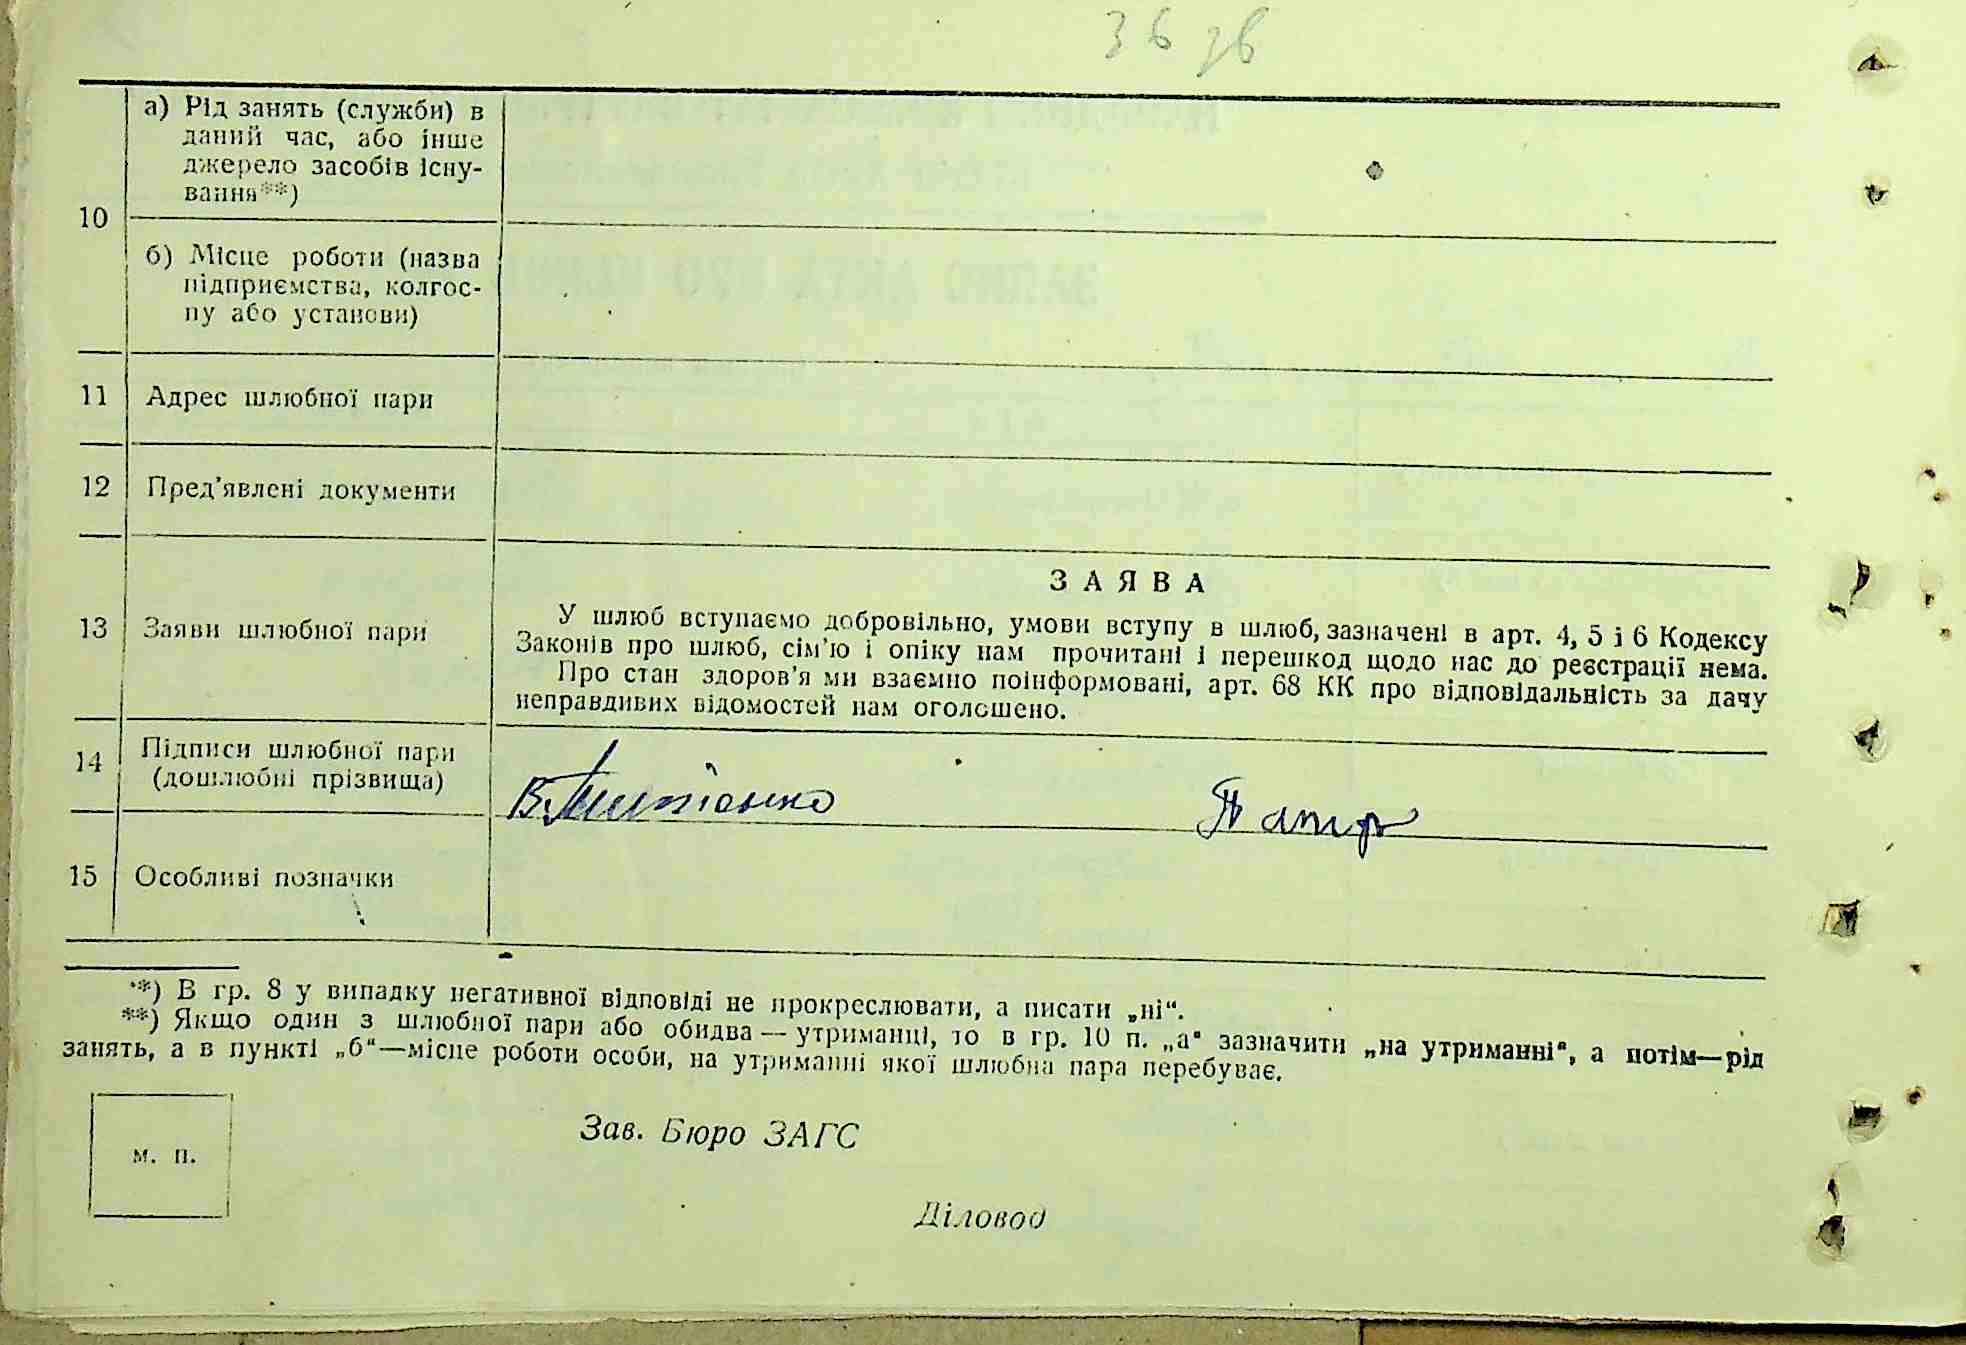 36 зв
а) Рід занять (служби) в
даний час, або інше
джерело засобів існу-
вання**)
10
б) Місце роботи (назва
підприємства, колгос-
пу або установи)
11 Адрес шлюбної пари
12 Пред’явлені документи
13 Заяви шлюбної пари
ЗАЯВА
У шлюб вступаємо добровільно, умови вступу в шлюб, зазначені в арт. 4, 5 і 6 Кодексу
Законів про шлюб, сім’ю і опіку нам прочитані і перешкод щодо нас до реєстрації нема.
Про стан здоров’я ми взаємно поінформовані, арт. 68 КК про відповідальність за дачу
неправдивих відомостей нам оголошено.
14 Підписи шлюбної пари
(дошлюбні прізвища)
15 Особливі позначки
*) В гр. 8 у випадку негативної відповіді не прокреслювати, а писати „ні“.
**) Якщо один з шлюбної пари або обидва — утриманці, то в гр. 10 п. „а“ зазначити „на утриманні“, а потім—рід
занять, а в пункті „б“—місце роботи особи, на утриманні якої шлюбна пара перебуває.
м. п.
Зав. Бюро ЗАГС
Діловод